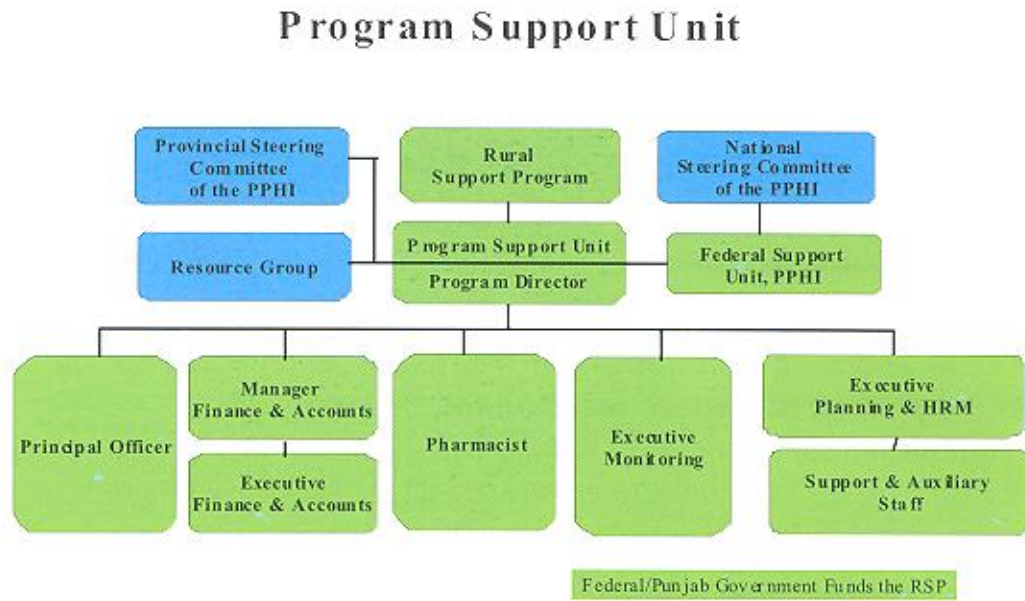 Program Support Unit
Provincial Steering
Committee
of the PPHI
Rural
Support Program
National
Steering Committee
of the PPHI
Resource Group
Program Support Unit
Program Director
Federal Support
Unit, PPHI
Principal Officer
Manager
Finance & Accounts
Executive
Finance & Accounts
Pharmacist
Executive
Monitoring
Executive
Planning & HRM
Support & Auxiliary
Staff
Federal/Punjab Government Funds the RSP